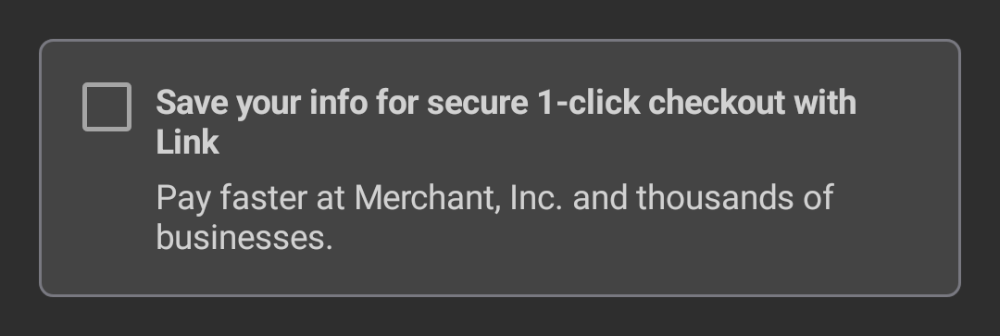 Save your info for secure 1-click checkout with
Link
Pay faster at Merchant, Inc. and thousands of
businesses.